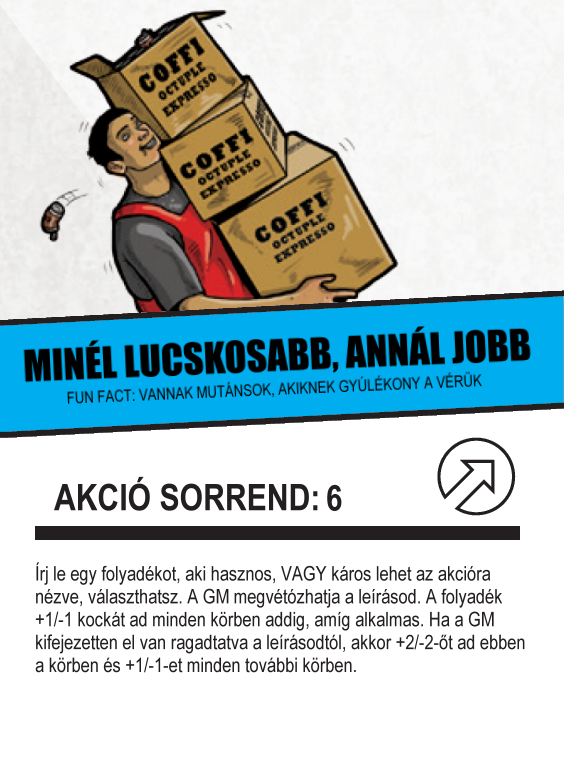 COFFI
OCTUPLE
EXPRESSO
COFFI
OCTUPLE
EXPRESSO
COFFI
OCTUPLE
EXPRESSO
MINÉL LUCSKOSABB, ANNÁL JOBB
FUN FACT: VANNAK MUTÁNSOK, AKIKNEK GYÚLÉKONY A VÉRÜK
AKCIÓ SORREND: 6
Írj le egy folyadékot, aki hasznos, VAGY káros lehet az akcióra
nézve, választhatsz. A GM megvétózhatja a leírásod. A folyadék
+1/-1 kockát ad minden körben addig, amíg alkalmas. Ha a GM
kifejezetten el van ragadtatva a leírásodtól, akkor +2/-2-őt ad ebben
a körben és +1/-1-et minden további körben.